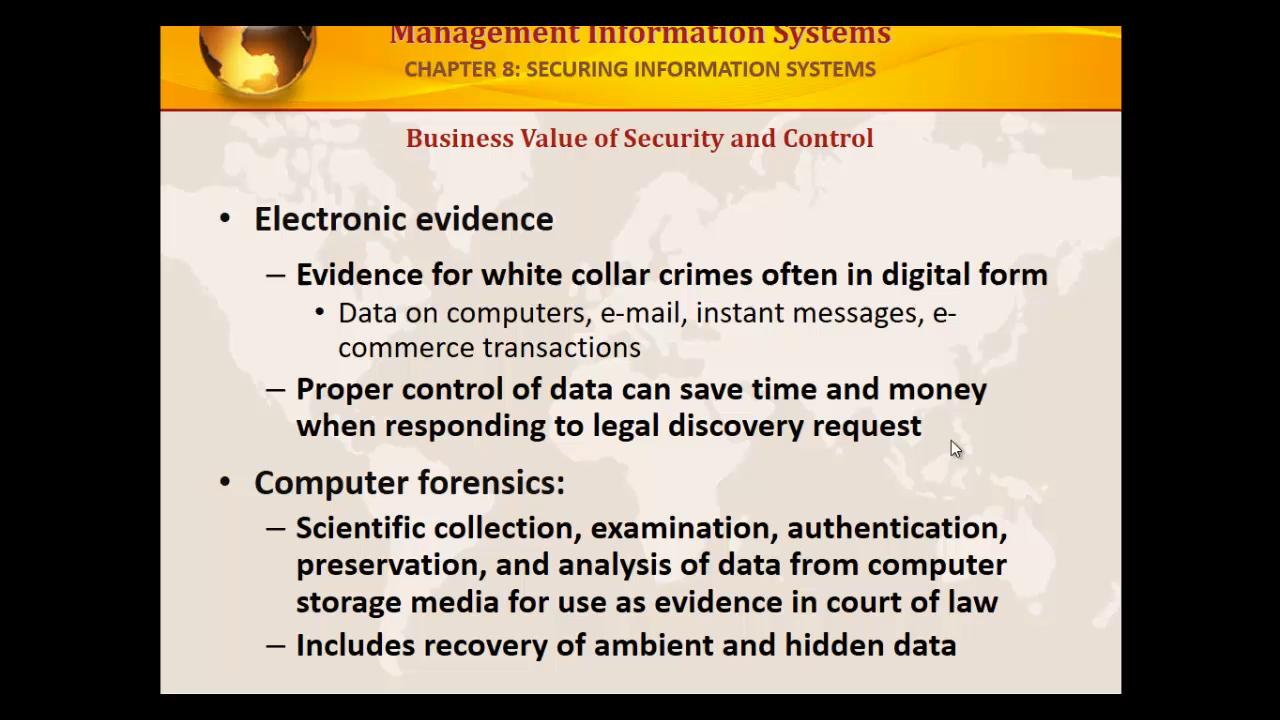 Management Information Systems
CHAPTER 8: SECURING INFORMATION SYSTEMS
Business Value of Security and Control
• Electronic evidence
– Evidence for white collar crimes often in digital form
• Data on computers, e-mail, instant messages, e-
commerce transactions
– Proper control of data can save time and money
when responding to legal discovery request
• Computer forensics:
– Scientific collection, examination, authentication,
preservation, and analysis of data from computer
storage media for use as evidence in court of law
– Includes recovery of ambient and hidden data